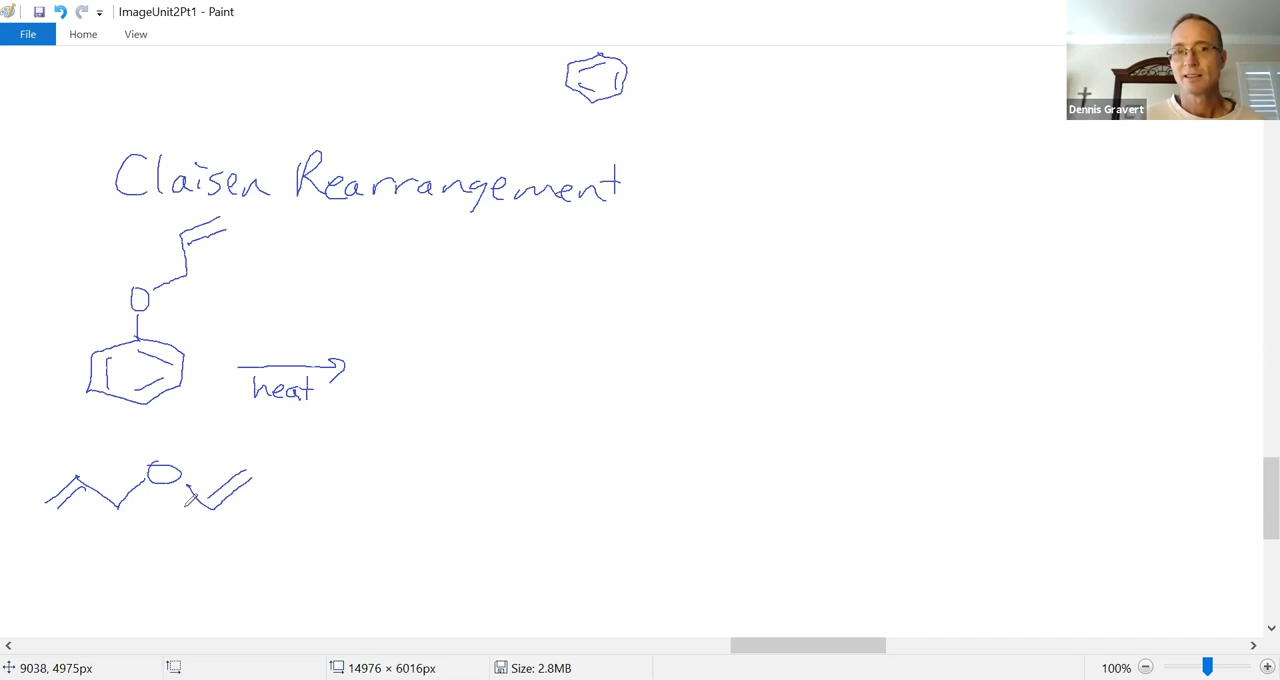 ImageUnit2Pt1 - Paint
File Home View
Dennis Gravert
Claisen Rearrangement
O
heat
O
9038, 4975px 14976 × 6016px Size: 2.8MB 100%